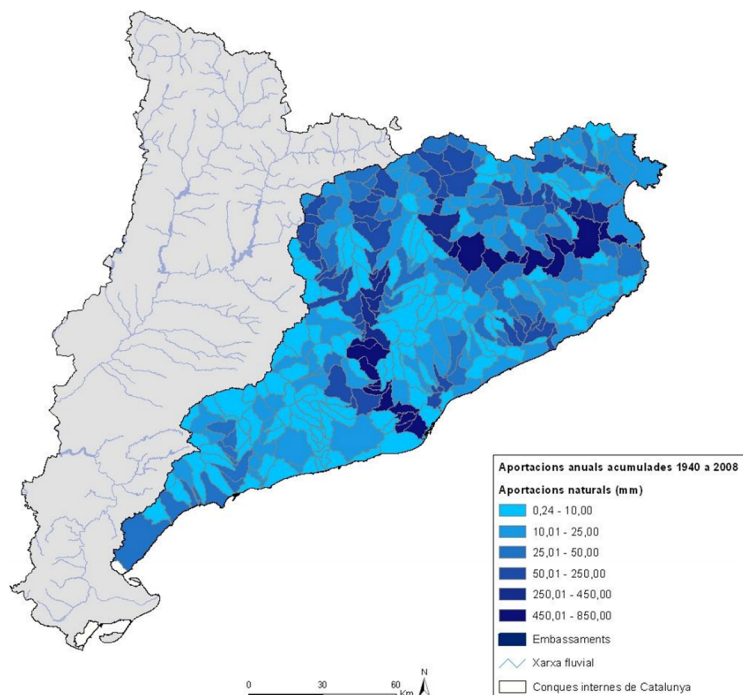 Aportacions anuals acumulades 1940 a 2008
Aportacions naturals (mm)
0,24 - 10,00
10,01 - 25,00
25,01 - 50,00
50,01 - 250,00
250,01 - 450,00
450,01 - 850,00
Embassaments
Xarxa fluvial
Conques internes de Catalunya
N
0 30 60
Km